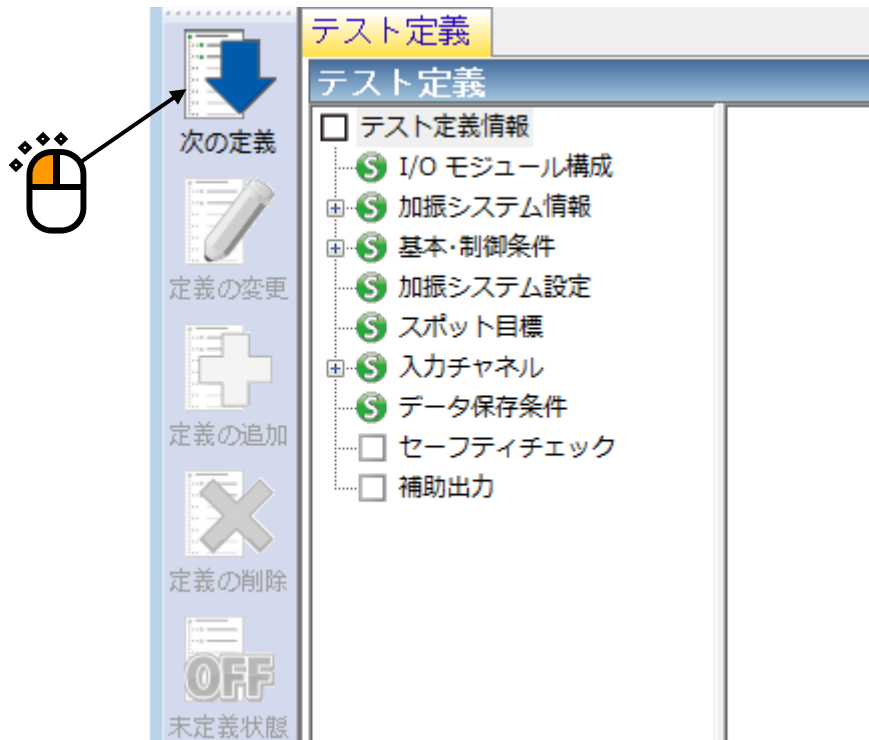 テスト定義
テスト定義
次の定義
定義の変更
定義の追加
定義の削除
OFF
未定義状態
テスト定義情報
S I/O モジュール構成
S 加振システム情報
S 基本・制御条件
S 加振システム設定
S スポット目標
S 入力チャネル
S データ保存条件
セーフティチェック
補助出力